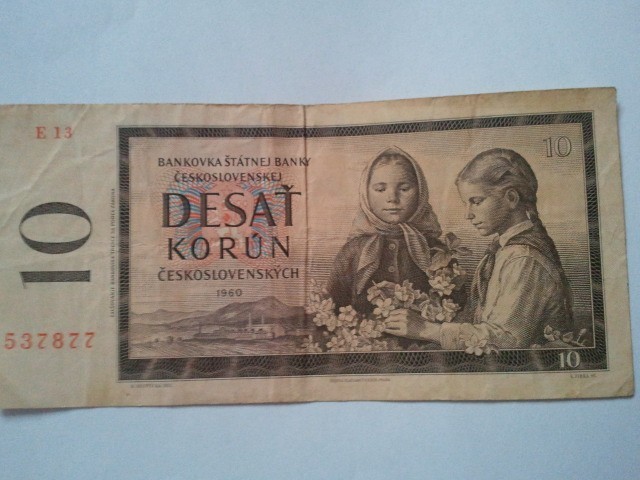 E 13
10
537877
BANKOVKA ŠTÁTNEJ BANKY
ČESKOSLOVENSKEJ
DESAŤ
KORÚN
ČESKOSLOVENSKÝCH
1960
10
10